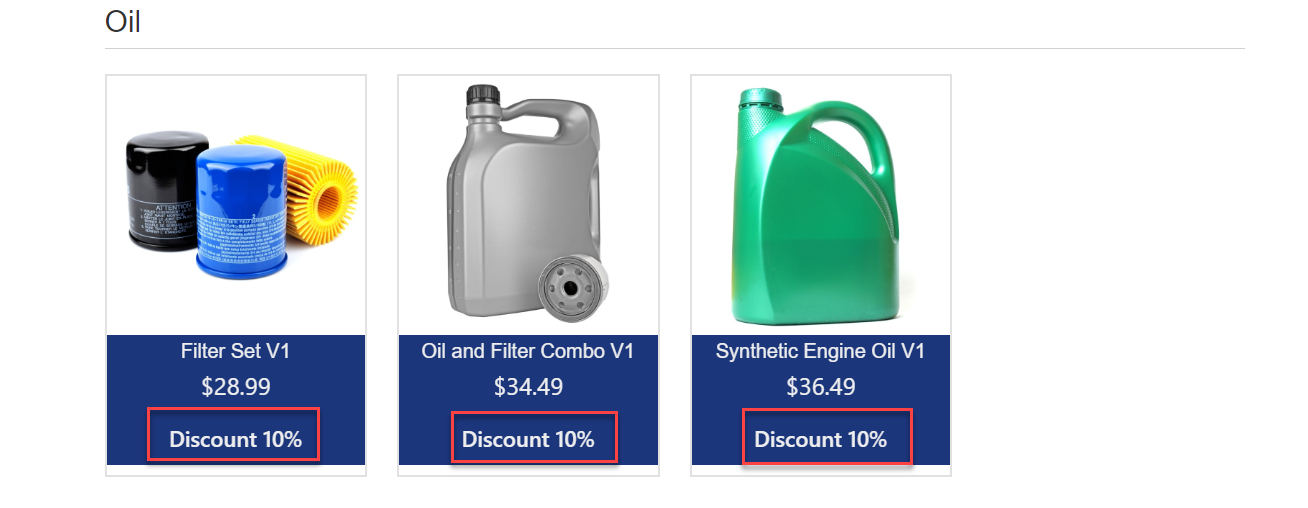 Oil
ATTENTION
Filter Set V1
$28.99
Discount 10%
Oil and Filter Combo V1
$34.49
Discount 10%
Synthetic Engine Oil V1
$36.49
Discount 10%